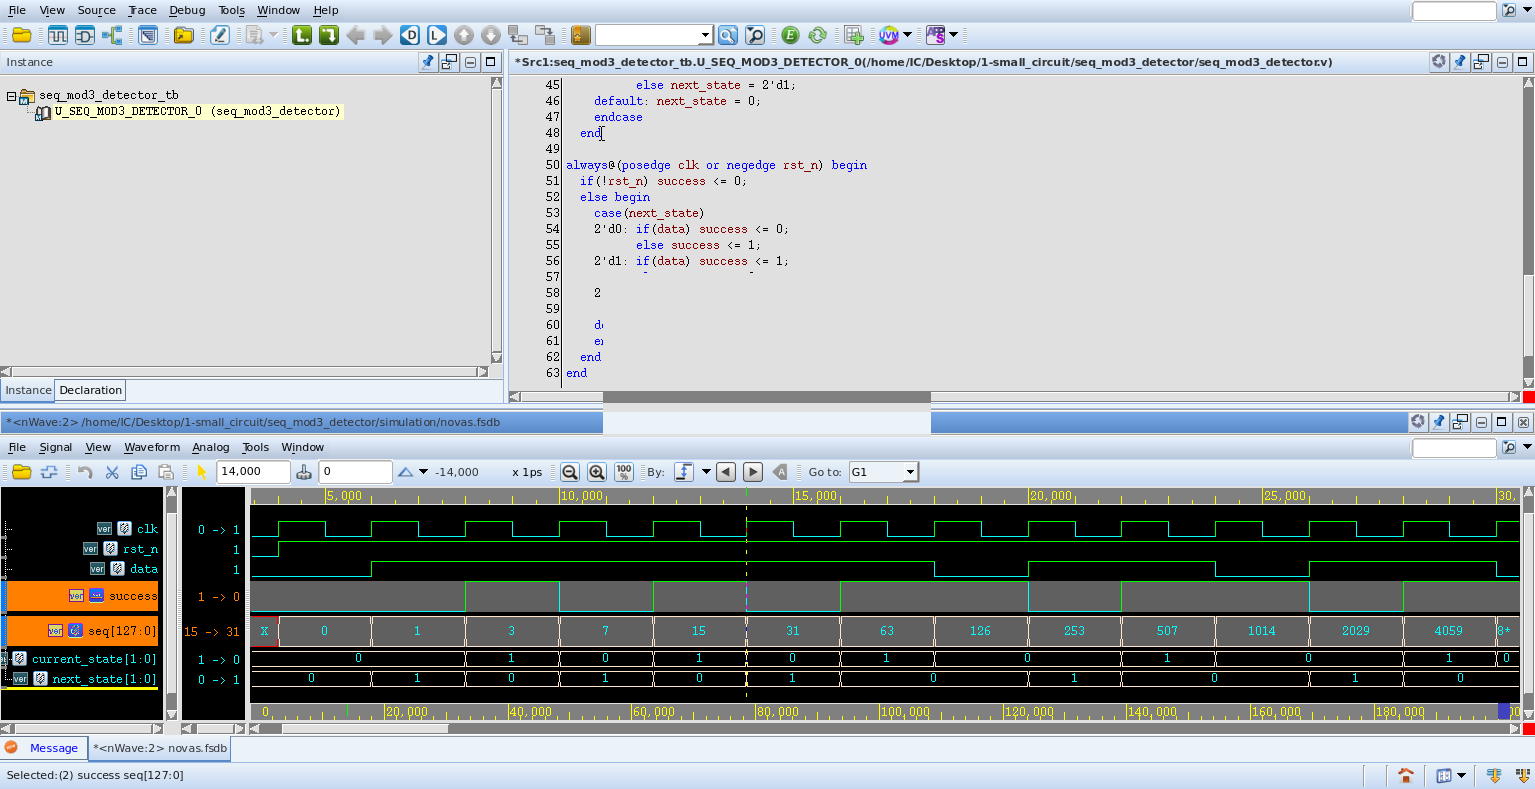 File View Source Trace Debug Tools Window Help
Instance
*Src1:seq_mod3_detector_tb.U_SEQ_MOD3_DETECTOR_0(/home/IC/Desktop/1-small_circuit/seq_mod3_detector/seq_mod3_detector.v)
seq_mod3_detector_tb
U_SEQ_MOD3_DETECTOR_0 (seq_mod3_detector)
45 else next_state = 2'd1;
46 default: next_state = 0;
47 endcase
48 end
49
50 always@(posedge clk or negedge rst_n) begin
51 if(!rst_n) success <= 0;
52 else begin
53 case(next_state)
54 2'd0: if(data) success <= 0;
55 else success <= 1;
56 2'd1: if(data) success <= 1;
57
58 2
59
60
61
62 end
63 end
Instance Declaration
*<nWave:2> /home/IC/Desktop/1-small_circuit/seq_mod3_detector/simulation/novas.fsdb
File Signal View Waveform Analog Tools Window
14,000 0 -14,000 x 1ps 100% By: Go to: G1
5,000 10,000 15,000 20,000 25,000 30,
ver clk 0 -> 1
ver rst_n 1
ver data 1
ver success 1 -> 0
ver seq[127:0] 15 -> 31 X 0 1 3 7 15 31 63 126 253 507 1014 2029 4059 8*
current_state[1:0] 1 -> 0 0 1 0 1 0 1 0 1 0 1 0
ver next_state[1:0] 0 -> 1 0 1 0 1 0 1 0 1 0 1 0
0 20,000 40,000 60,000 80,000 100,000 120,000 140,000 160,000 180,000
Message *<nWave:2> novas.fsdb
Selected:(2) success seq[127:0]